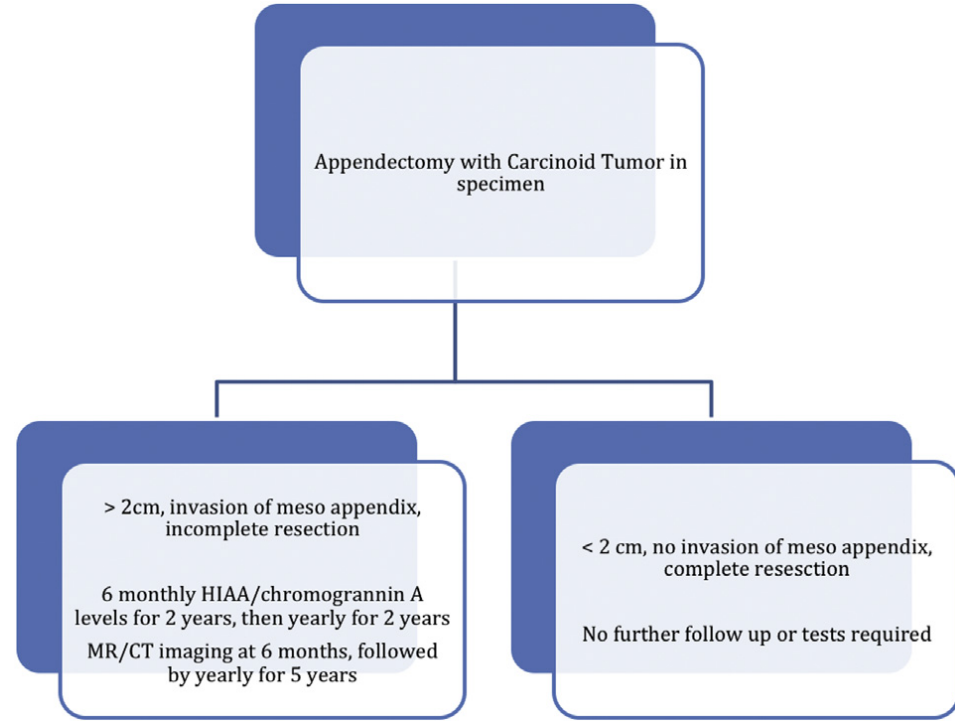 Appendectomy with Carcinoid Tumor in
specimen
> 2cm, invasion of meso appendix,
incomplete resection
6 monthly HIAA/chromogrannin A
levels for 2 years, then yearly for 2 years
MR/CT imaging at 6 months, followed
by yearly for 5 years
< 2 cm, no invasion of meso appendix,
complete resesction
No further follow up or tests required